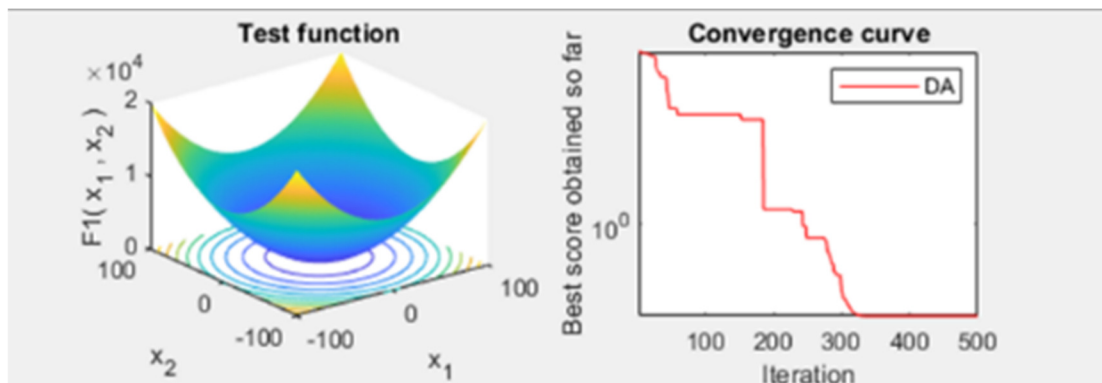 Test function
×10⁴
2
1
0
F1( x₁ , x₂ )
100
0
-100
x₂
-100
0
100
x₁
Convergence curve
Best score obtained so far
10⁰
DA
100 200 300 400 500
Iteration